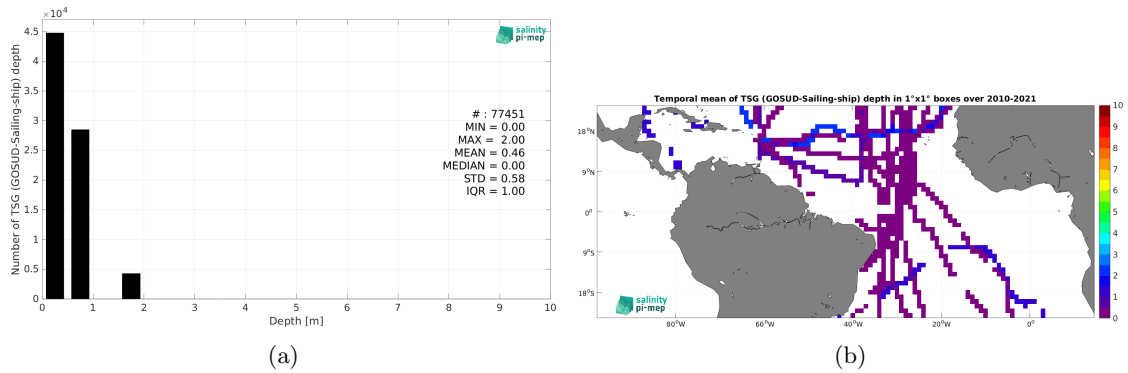 ×10⁴
4.5
4
3.5
3
2.5
2
1.5
1
0.5
0
0 1 2 3 4 5 6 7 8 9 10
Number of TSG (GOSUD-Sailing-ship) depth
Depth [m]
salinity
pi-mep
# : 77451
MIN = 0.00
MAX = 2.00
MEAN = 0.46
MEDIAN = 0.00
STD = 0.58
IQR = 1.00
(a)
Temporal mean of TSG (GOSUD-Sailing-ship) depth in 1°x1° boxes over 2010-2021
18°N
9°N
0°
9°S
18°S
80°W 60°W 40°W 20°W 0°
salinity
pi-mep
10
9
8
7
6
5
4
3
2
1
0
(b)